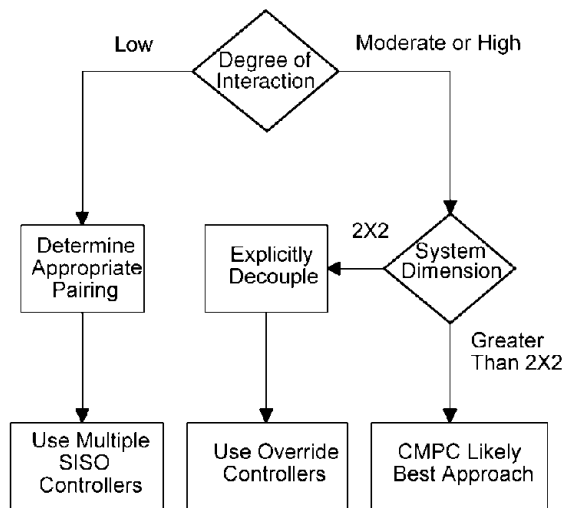 Low
Degree of
Interaction
Moderate or High
Determine
Appropriate
Pairing
Explicitly
Decouple
2X2
System
Dimension
Greater
Than 2X2
Use Multiple
SISO
Controllers
Use Override
Controllers
CMPC Likely
Best Approach